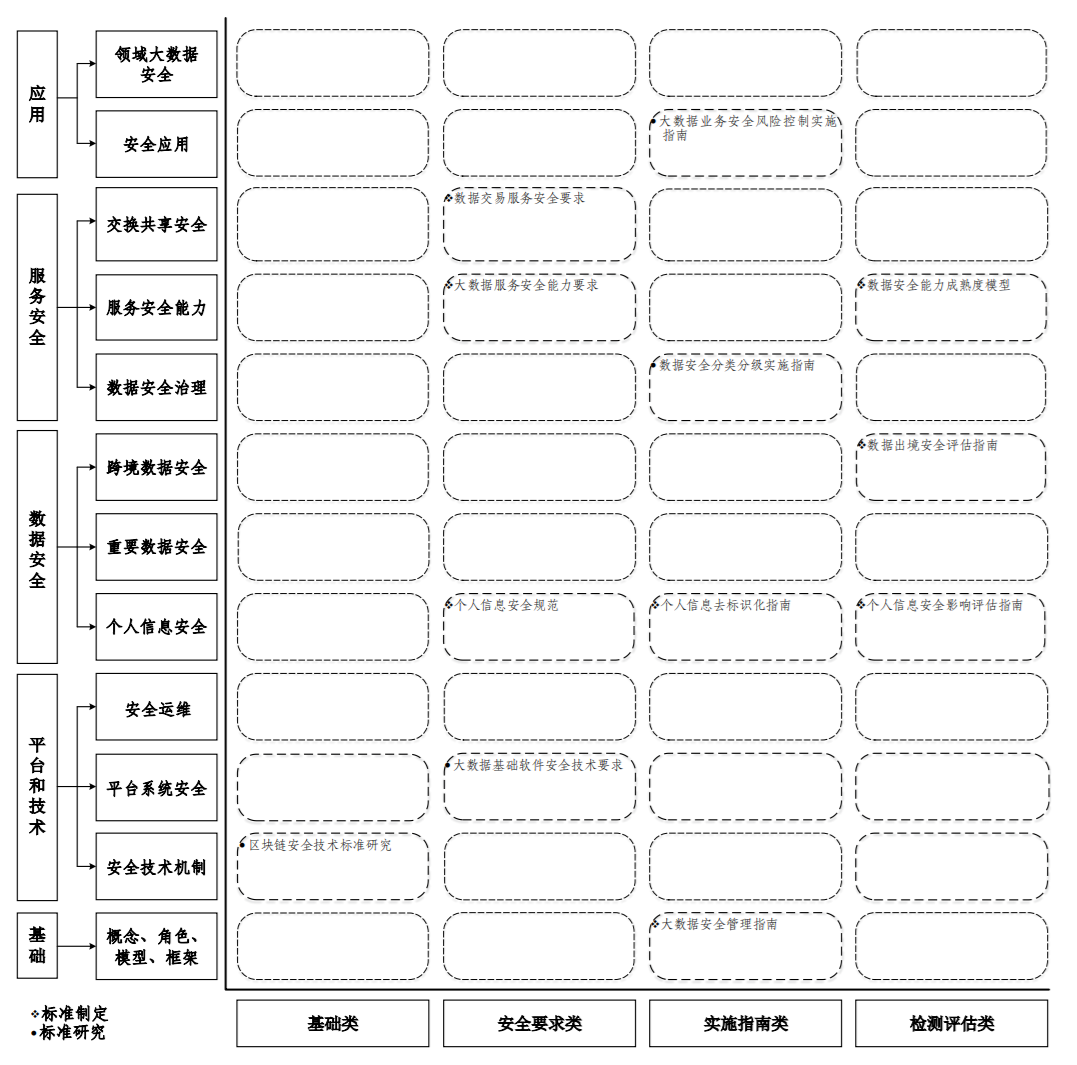 应用
领域大数据
安全
安全应用
•大数据业务安全风险控制实施
指南
服务安全
交换共享安全
❖数据交易服务安全要求
服务安全能力
❖大数据服务安全能力要求
❖数据安全能力成熟度模型
数据安全治理
•数据安全分类分级实施指南
数据安全
跨境数据安全
❖数据出境安全评估指南
重要数据安全
个人信息安全
❖个人信息安全规范
❖个人信息去标识化指南
❖个人信息安全影响评估指南
平台和技术
安全运维
平台系统安全
•大数据基础软件安全技术要求
安全技术机制
•区块链安全技术标准研究
基础
概念、角色、
模型、框架
❖大数据安全管理指南
❖标准制定
•标准研究
基础类
安全要求类
实施指南类
检测评估类